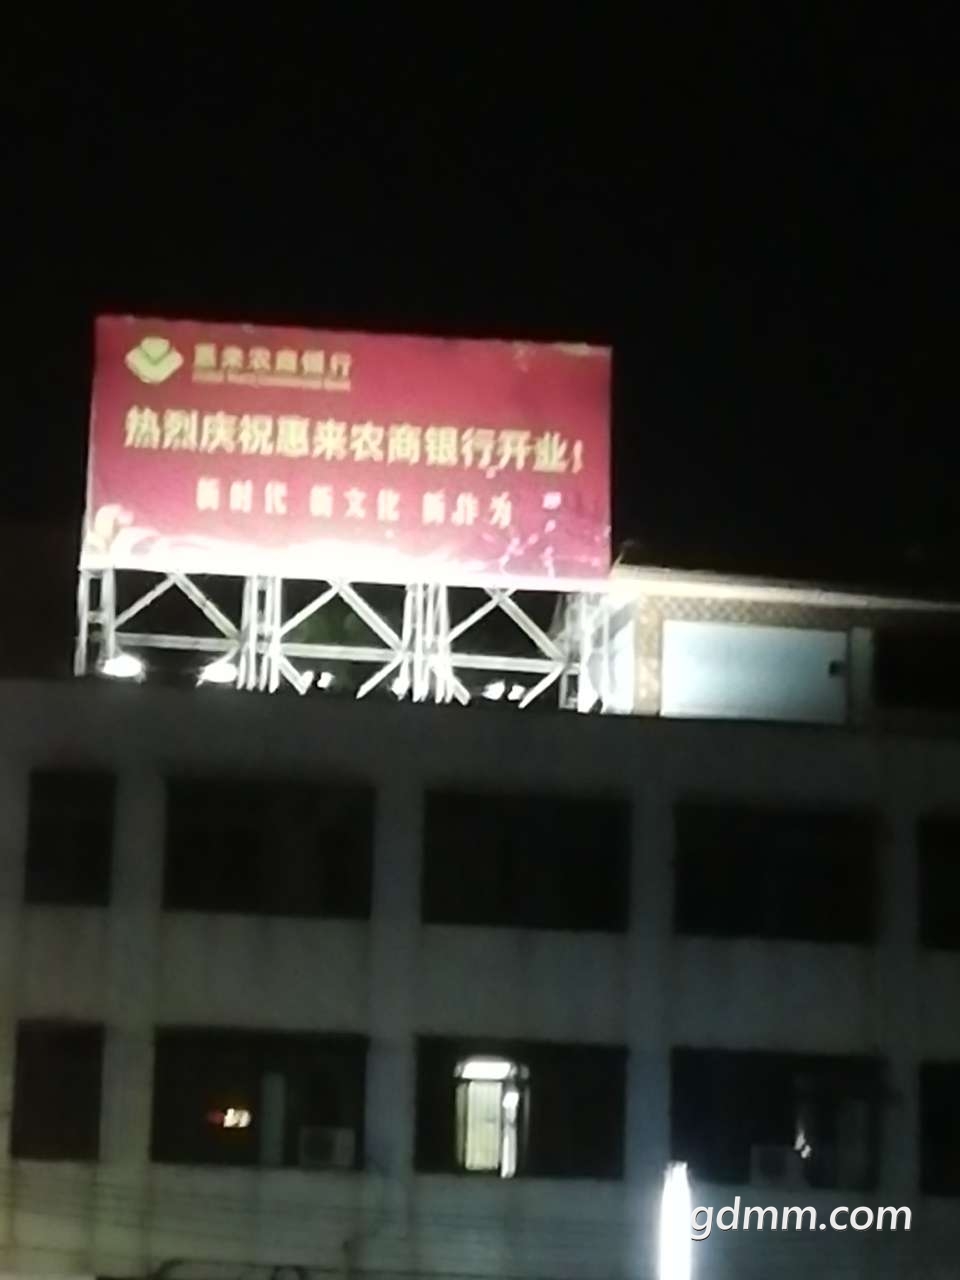 惠来农商银行
热烈庆祝惠来农商银行开业！
新时代 新文化 新作为
gdmm.com